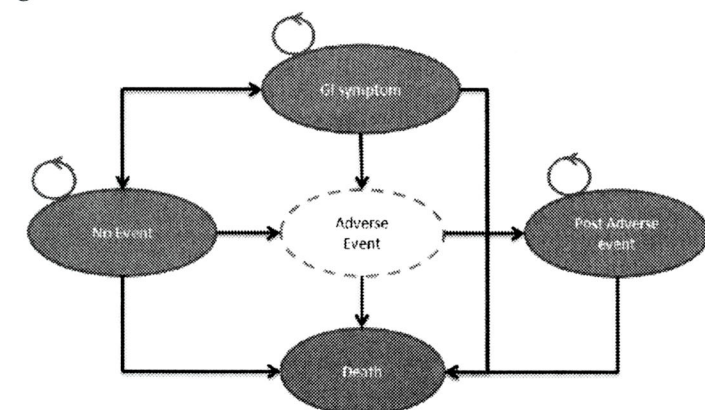 GI symptom
No Event
Adverse
Event
Post Adverse
event
Death